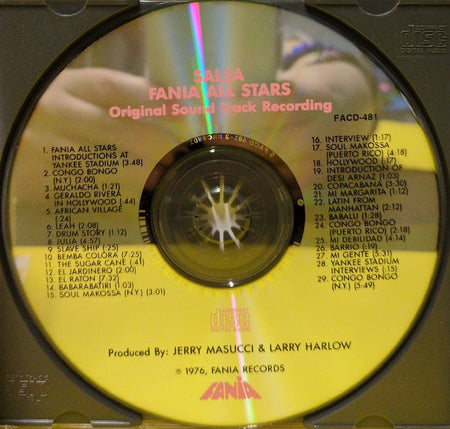 SALSA
FANIA ALL STARS
Original Sound Track Recording
FACD-481
1. FANIA ALL STARS
INTRODUCTIONS AT
YANKEE STADIUM (3:48)
2. CONGO BONGO
(N.Y.) (2:00)
3. MUCHACHA (1:21)
4. GERALDO RIVERA
IN HOLLYWOOD (:44)
5. AFRICAN VILLAGE
(:24)
6. LEAH (2:08)
7. DRUM STORY (1:12)
8. JULIA (4:57)
9. SLAVE SHIP (:25)
10. BEMBA COLORA (7:25)
11. THE SUGAR CANE (:41)
12. EL JARDINERO (2:00)
13. EL RATON (7:32)
14. BABARABATIRI (1:03)
15. SOUL MAKOSSA (N.Y.) (3:01)
16. INTERVIEW (1:17)
17. SOUL MAKOSSA
(PUERTO RICO) (4:18)
18. HOLLYWOOD (:17)
19. INTRODUCTION OF
DESI ARNAZ (1:01)
20. COPACABANA (3:30)
21. MI MARGARITA (1:12)
22. LATIN FROM
MANHATTAN (2:12)
23. BABALU (1:28)
24. CONGO BONGO
(PUERTO RICO) (2:18)
25. MI DEBILIDAD (4:14)
26. BARRIO (:19)
27. MI GENTE (5:31)
28. YANKEE STADIUM
INTERVIEWS (:15)
29. CONGO BONGO
(N.Y.) (5:49)
disc
Produced By: JERRY MASUCCI & LARRY HARLOW
℗ 1976, FANIA RECORDS
FANIA
disc
DIGITAL AUDIO